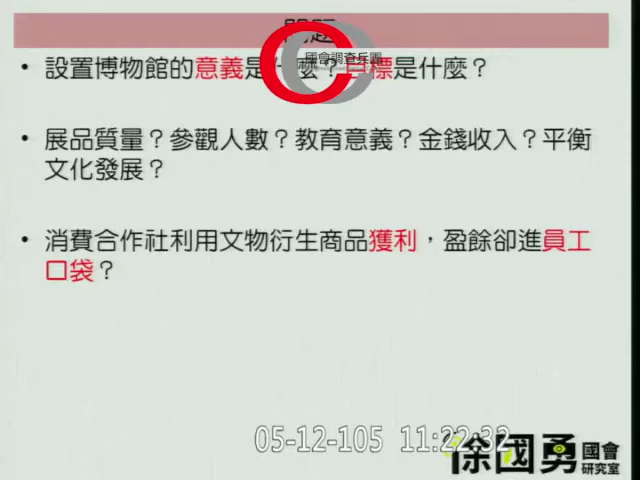 問題
國會調查兵團
• 設置博物館的意義是什麼？目標是什麼？
• 展品質量？參觀人數？教育意義？金錢收入？平衡
文化發展？
• 消費合作社利用文物衍生商品獲利，盈餘卻進員工
口袋？
05-12-105 11:22:32
徐國勇 國會
研究室